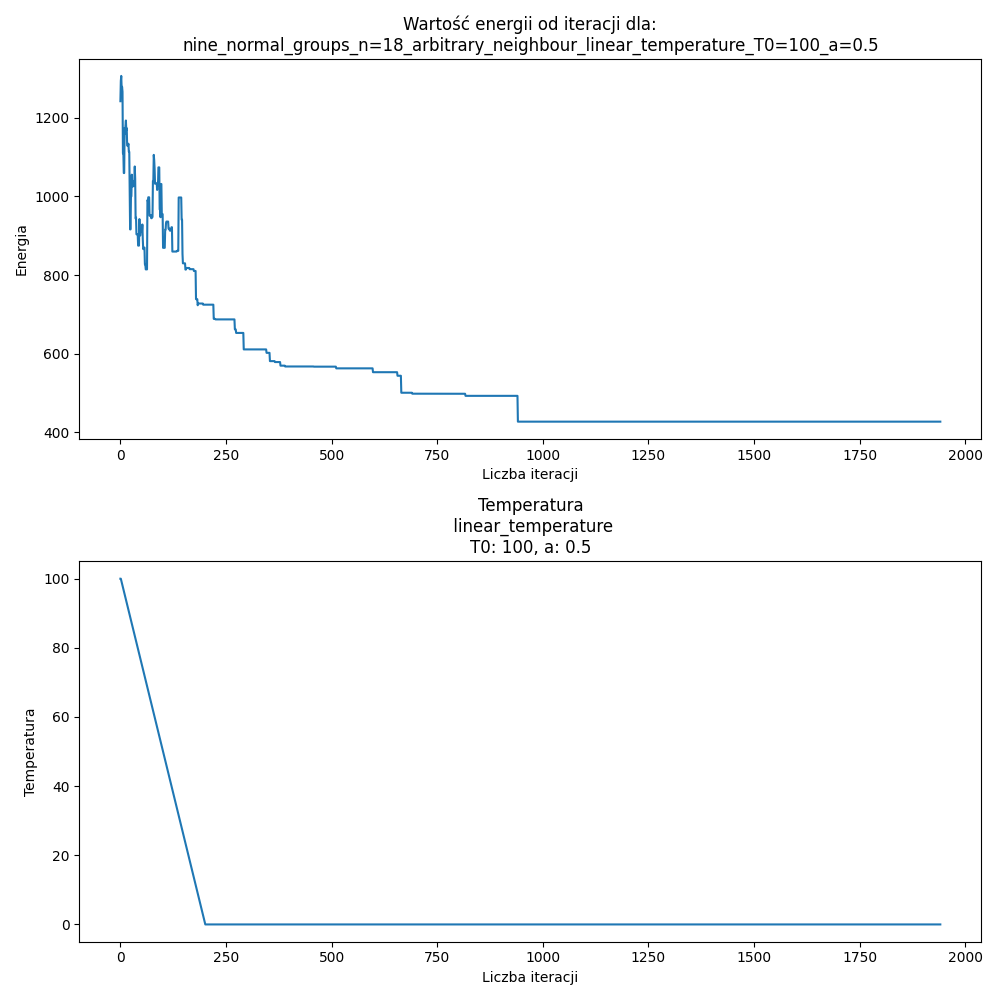 Wartość energii od iteracji dla:
nine_normal_groups_n=18_arbitrary_neighbour_linear_temperature_T0=100_a=0.5
1200
1000
800
600
400
Energia
0 250 500 750 1000 1250 1500 1750 2000
Liczba iteracji
Temperatura
linear_temperature
T0: 100, a: 0.5
100
80
60
40
20
0
Temperatura
0 250 500 750 1000 1250 1500 1750 2000
Liczba iteracji